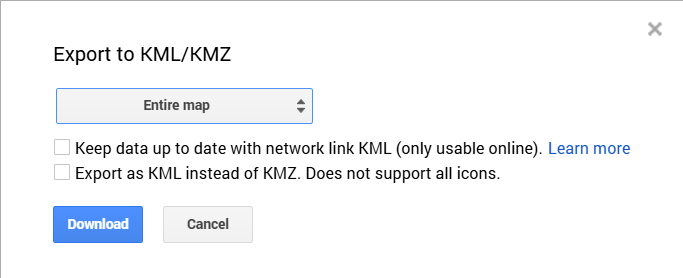 Export to KML/KMZ
Entire map
Keep data up to date with network link KML (only usable online). Learn more
Export as KML instead of KMZ. Does not support all icons.
Download Cancel